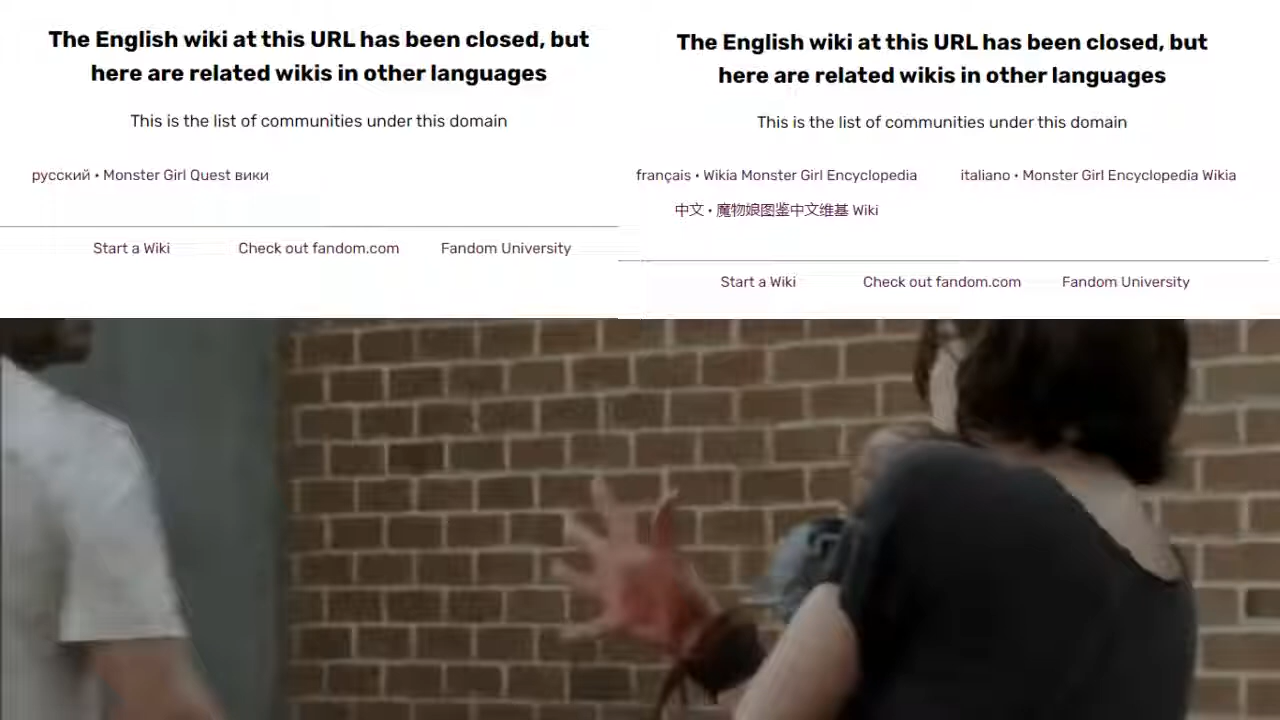 The English wiki at this URL has been closed, but
here are related wikis in other languages
This is the list of communities under this domain
русский • Monster Girl Quest вики
Start a Wiki Check out fandom.com Fandom University
The English wiki at this URL has been closed, but
here are related wikis in other languages
This is the list of communities under this domain
français • Wikia Monster Girl Encyclopedia italiano • Monster Girl Encyclopedia Wikia
中文 • 魔物娘图鉴中文维基 Wiki
Start a Wiki Check out fandom.com Fandom University